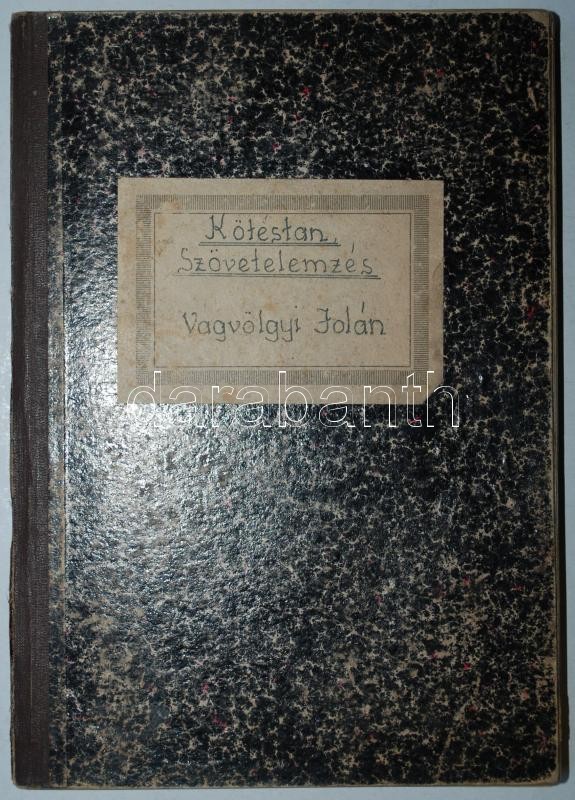 Kötéstan,
Szövetelemzés
Vagvölgyi Jolán
darabanth